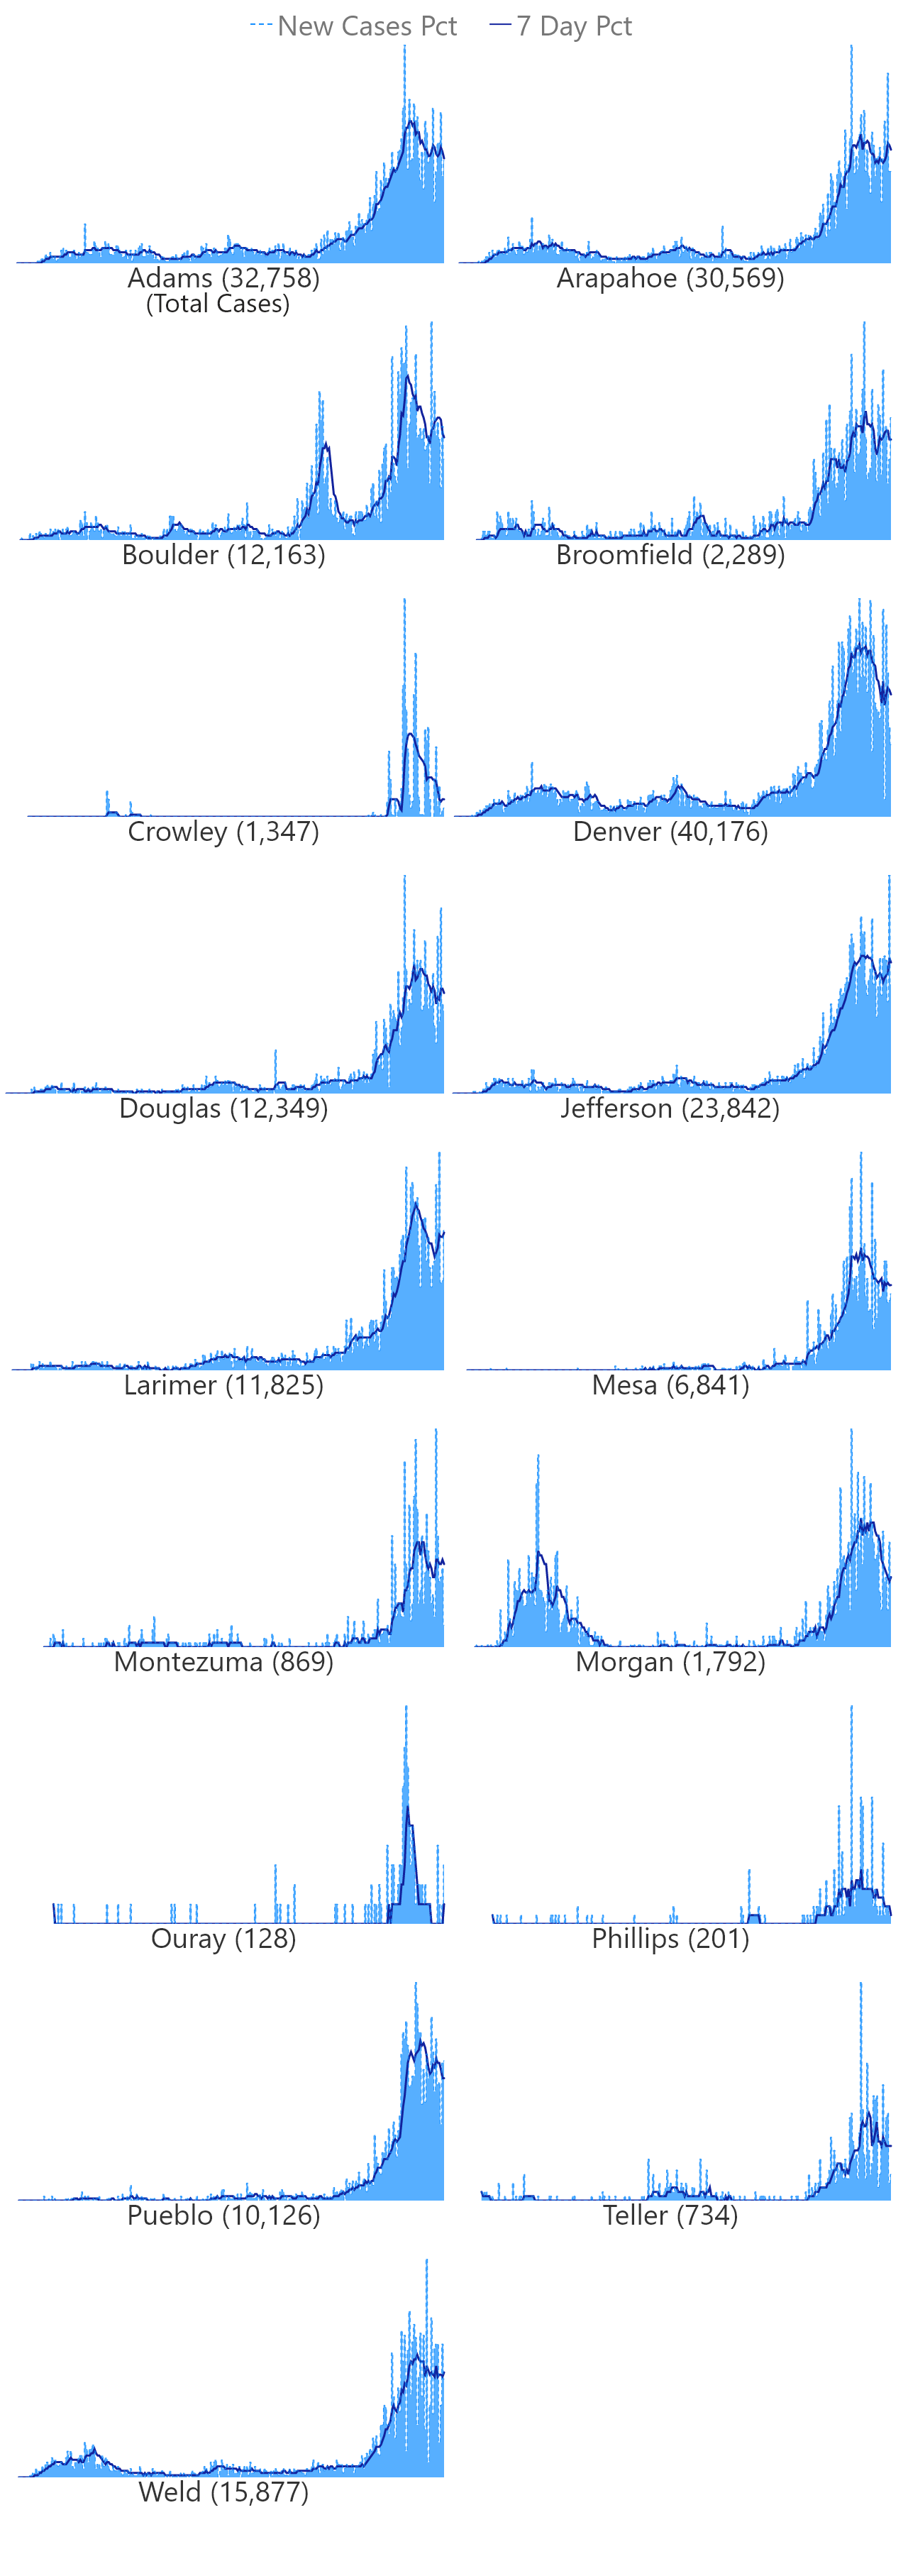 New Cases Pct 7 Day Pct
Adams (32,758) Arapahoe (30,569)
(Total Cases)
Boulder (12,163) Broomfield (2,289)
Crowley (1,347) Denver (40,176)
Douglas (12,349) Jefferson (23,842)
Larimer (11,825) Mesa (6,841)
Montezuma (869) Morgan (1,792)
Ouray (128) Phillips (201)
Pueblo (10,126) Teller (734)
Weld (15,877)